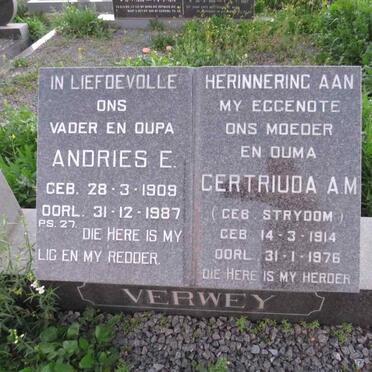 IN LIEFDEVOLLE
ONS
VADER EN OUPA
ANDRIES E.
GEB. 28-3-1909
OORL. 31-12-1987
PS. 27. DIE HERE IS MY
LIG EN MY REDDER.
HERINNERING AAN
MY EGGENOTE
ONS MOEDER
EN OUMA
GERTRIUDA A.M
(GEB STRYDOM)
GEB 14-3-1914
OORL 31-1-1976
DIE HERE IS MY HERDER
VERWEY